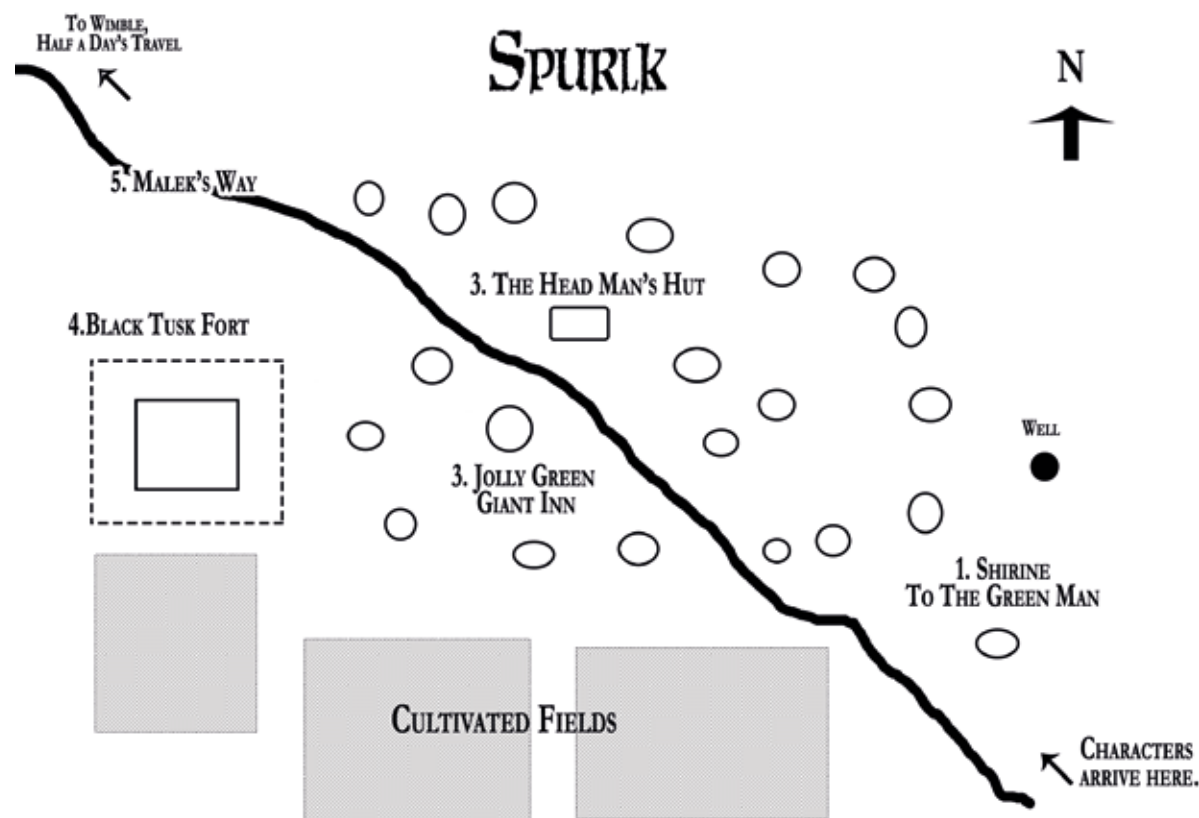 To Wimble,
Half a Day's Travel
Spurlk
N
5. Malek's Way
3. The Head Man's Hut
4.Black Tusk Fort
Well
3. Jolly Green
Giant Inn
1. Shirine
To The Green Man
Cultivated Fields
Characters
arrive here.